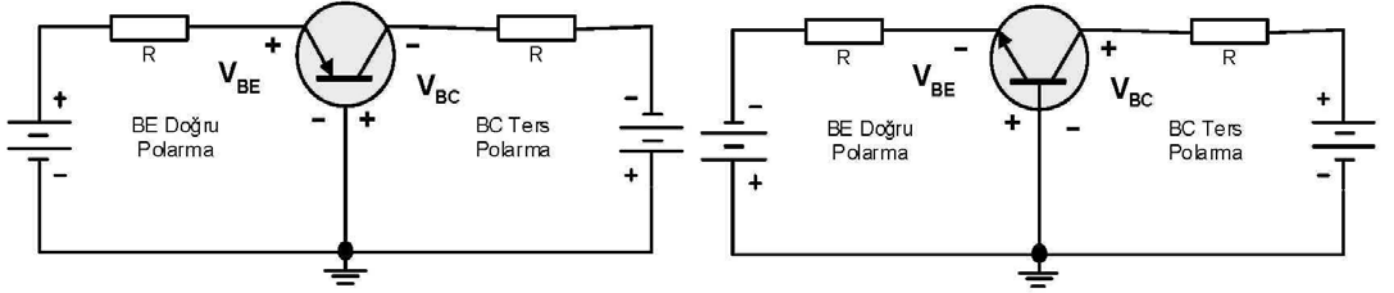 R
R
+
-
V_BE
V_BC
+
-
-
+
-
+
BE Doğru
Polarma
BC Ters
Polarma
R
R
-
+
V_BE
V_BC
-
+
+
-
+
-
BE Doğru
Polarma
BC Ters
Polarma